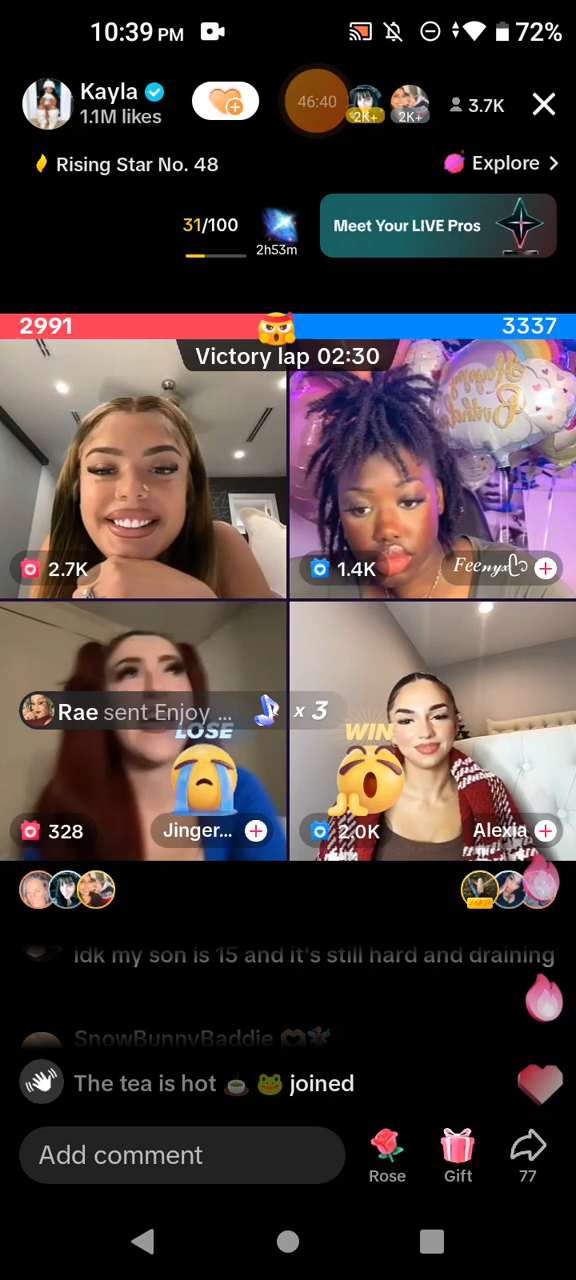 10:39 PM
72%
Kayla
1.1M likes
46:40
2K+
2K+
3.7K
Rising Star No. 48
Explore >
31/100
2h53m
Meet Your LIVE Pros
2991
3337
Victory lap 02:30
2.7K
1.4K
Feenyx
Rae sent Enjoy ...
x 3
LOSE
WIN
328
Jinger...
2.0K
Alexia
idk my son is 15 and it's still hard and draining
SnowBunnyBaddie
The tea is hot 🍵 🐸 joined
Add comment
Rose
Gift
77